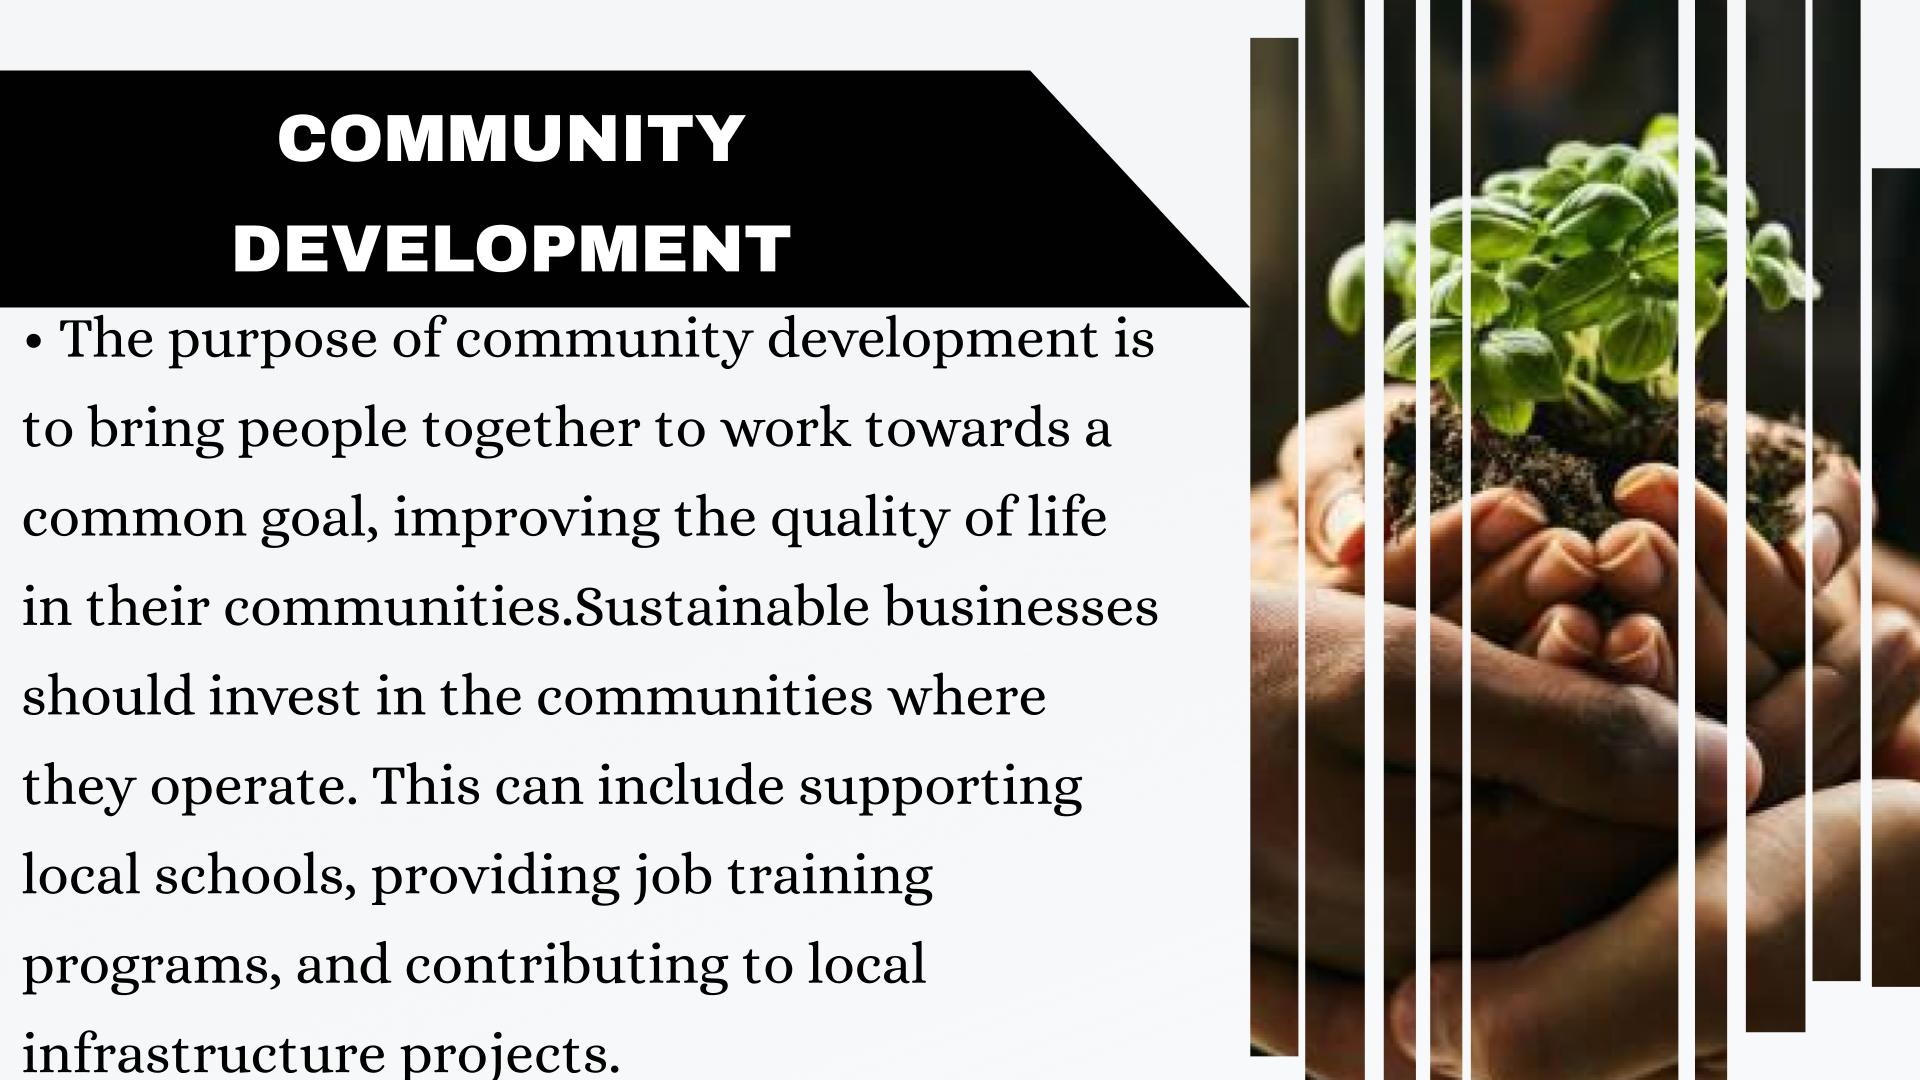 COMMUNITY
DEVELOPMENT
• The purpose of community development is
to bring people together to work towards a
common goal, improving the quality of life
in their communities.Sustainable businesses
should invest in the communities where
they operate. This can include supporting
local schools, providing job training
programs, and contributing to local
infrastructure projects.